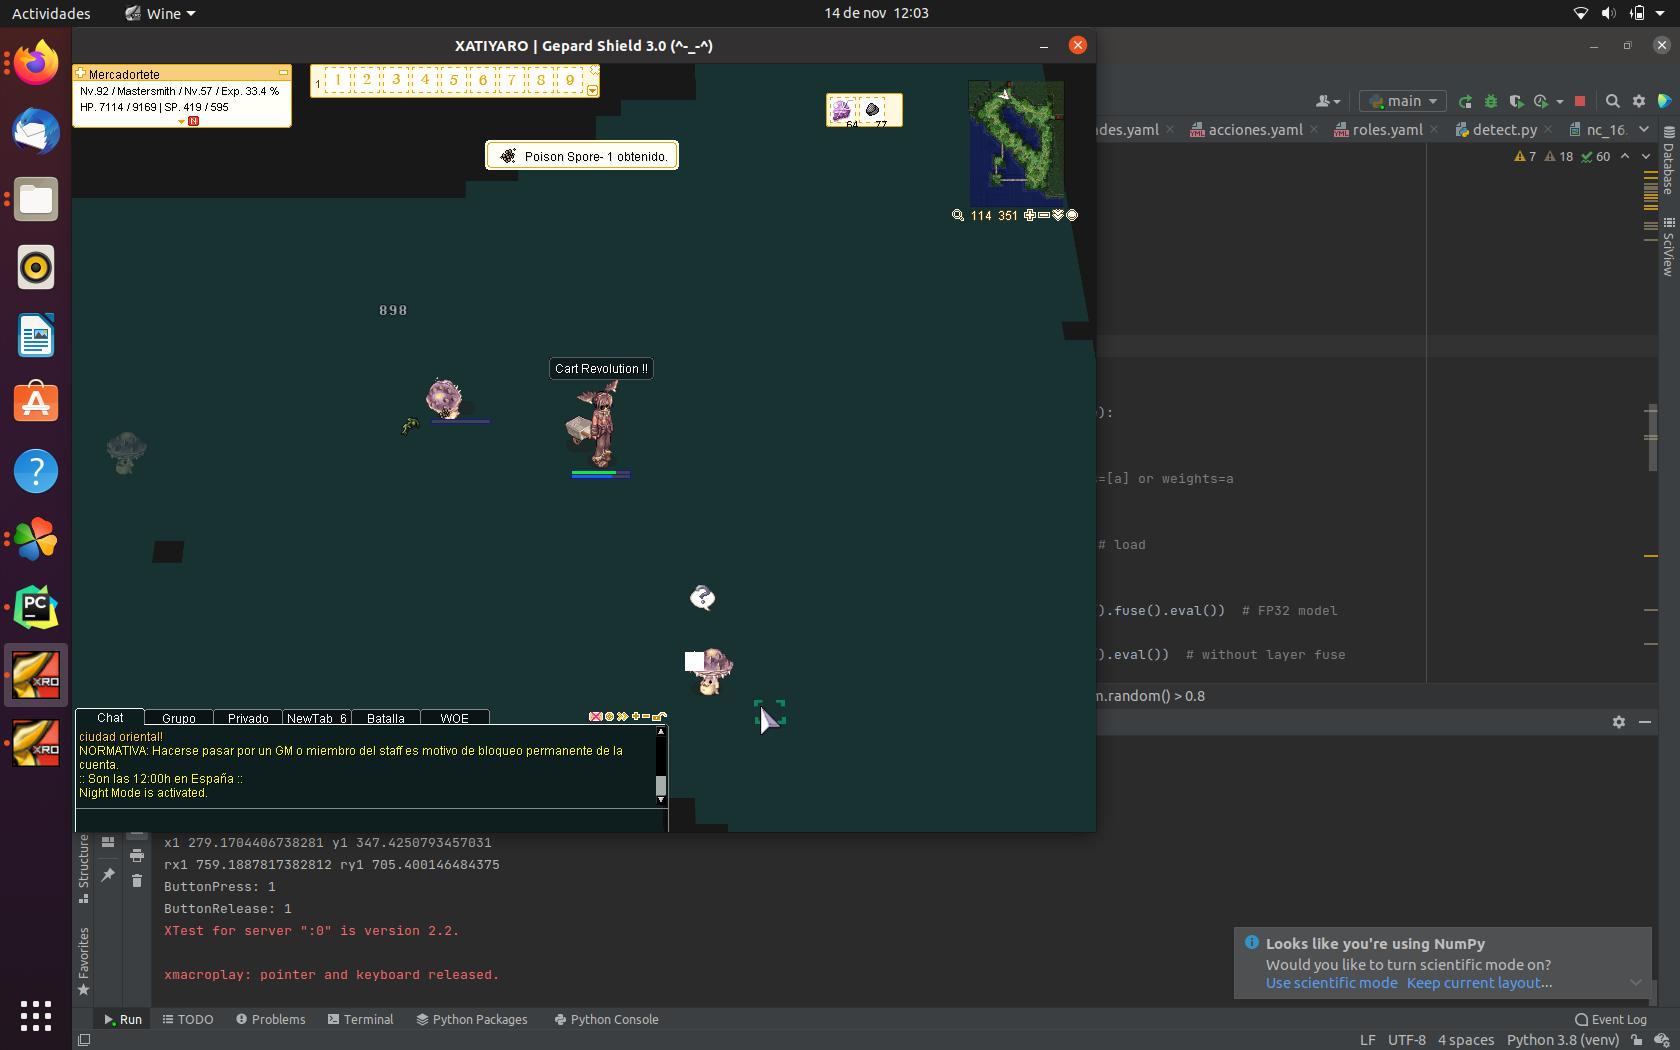 Actividades
Wine
14 de nov 12:03
XATIYARO | Gepard Shield 3.0 (^-_-^)
Mercadortete
Nv.92 / Mastersmith / Nv.57 / Exp. 33.4 %
HP. 7114 / 9169 | SP. 419 / 595
N
1 1 2 3 4 5 6 7 8 9
64 77
Poison Spore- 1 obtenido.
114 351
898
Cart Revolution !!
?
Chat Grupo Privado NewTab_6 Batalla WOE
ciudad oriental!
NORMATIVA: Hacerse pasar por un GM o miembro del staff es motivo de bloqueo permanente de la
cuenta.
:: Son las 12:00h en España ::
Night Mode is activated.
main
des.yaml acciones.yaml roles.yaml detect.py nc_16.
7 18 60
Database
SciView
):
=[a] or weights=a
# load
).fuse().eval()) # FP32 model
).eval()) # without layer fuse
m.random() > 0.8
PC
XRO
XRO
Structure
Favorites
x1 279.1704406738281 y1 347.4250793457031
rx1 759.1887817382812 ry1 705.400146484375
ButtonPress: 1
ButtonRelease: 1
XTest for server ":0" is version 2.2.
xmacroplay: pointer and keyboard released.
Looks like you're using NumPy
Would you like to turn scientific mode on?
Use scientific mode Keep current layout...
Run TODO Problems Terminal Python Packages Python Console
Event Log
LF UTF-8 4 spaces Python 3.8 (venv)